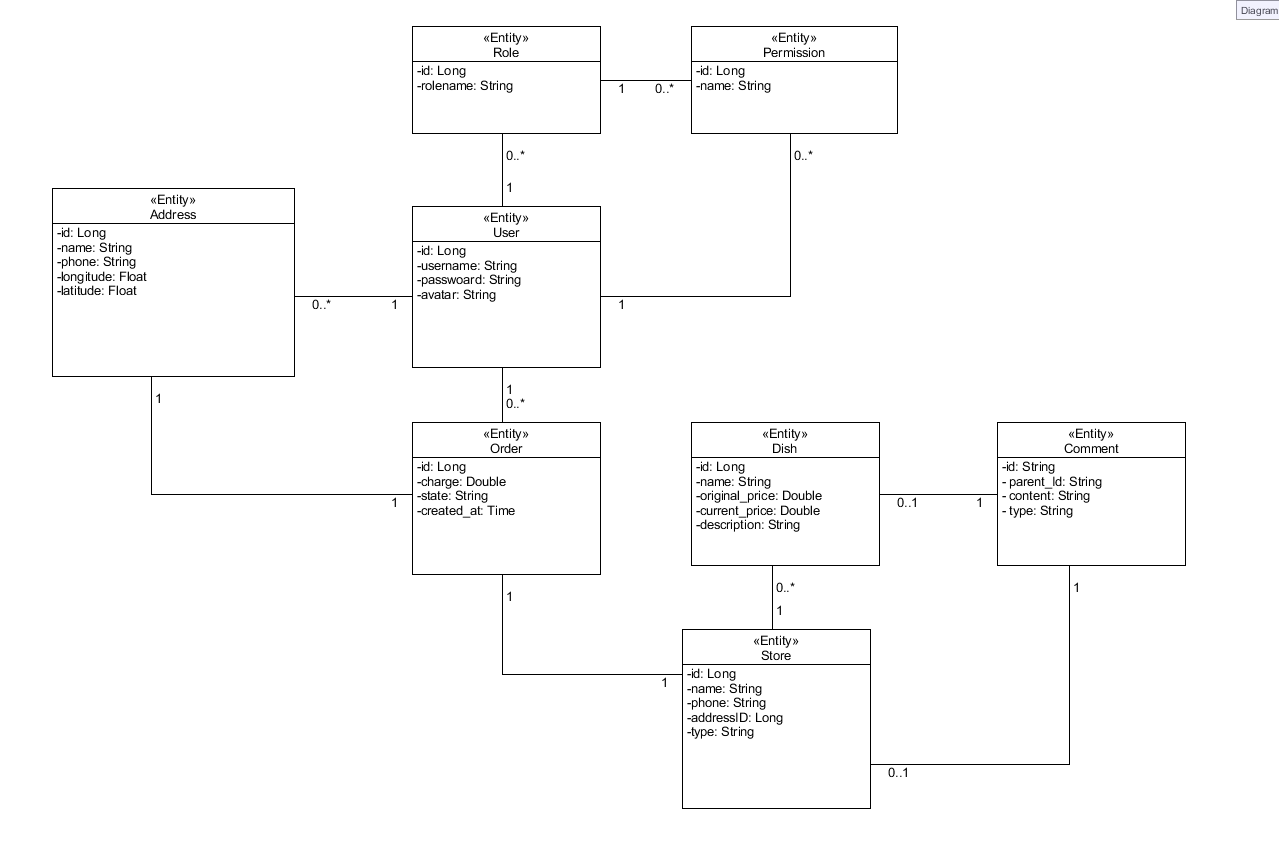 Diagram
«Entity»
Role
-id: Long
-rolename: String
«Entity»
Permission
-id: Long
-name: String
1
0..*
0..*
1
0..*
«Entity»
Address
-id: Long
-name: String
-phone: String
-longitude: Float
-latitude: Float
«Entity»
User
-id: Long
-username: String
-passwoard: String
-avatar: String
0..*
1
1
1
0..*
1
1
«Entity»
Order
-id: Long
-charge: Double
-state: String
-created_at: Time
«Entity»
Dish
-id: Long
-name: String
-original_price: Double
-current_price: Double
-description: String
«Entity»
Comment
-id: String
- parent_Id: String
- content: String
- type: String
0..1
1
1
1
0..*
1
1
«Entity»
Store
-id: Long
-name: String
-phone: String
-addressID: Long
-type: String
0..1